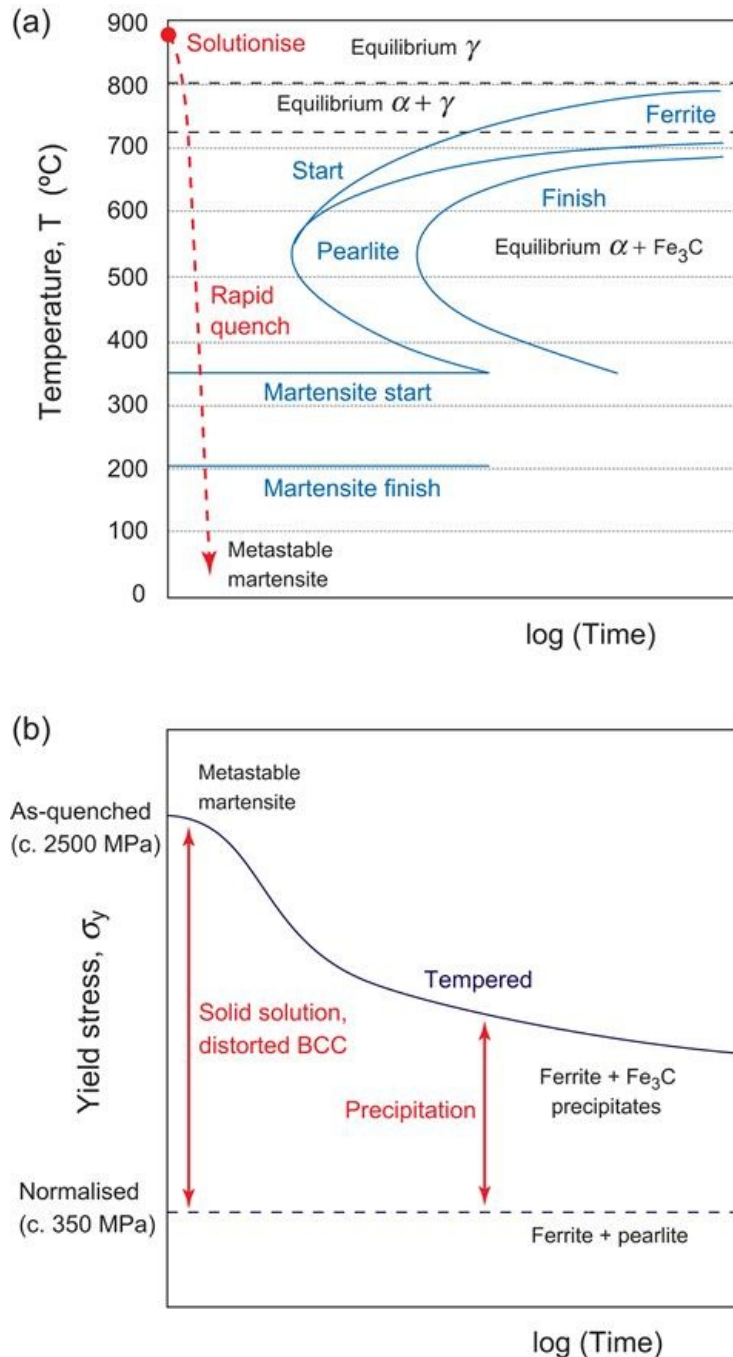 (a)
900
800
700
600
500
400
300
200
100
0
Temperature, T (ºC)
Solutionise
Equilibrium γ
Equilibrium α + γ
Ferrite
Start
Finish
Pearlite
Equilibrium α + Fe₃C
Rapid
quench
Martensite start
Martensite finish
Metastable
martensite
log (Time)
(b)
Metastable
martensite
As-quenched
(c. 2500 MPa)
Yield stress, σy
Tempered
Solid solution,
distorted BCC
Precipitation
Ferrite + Fe₃C
precipitates
Normalised
(c. 350 MPa)
Ferrite + pearlite
log (Time)